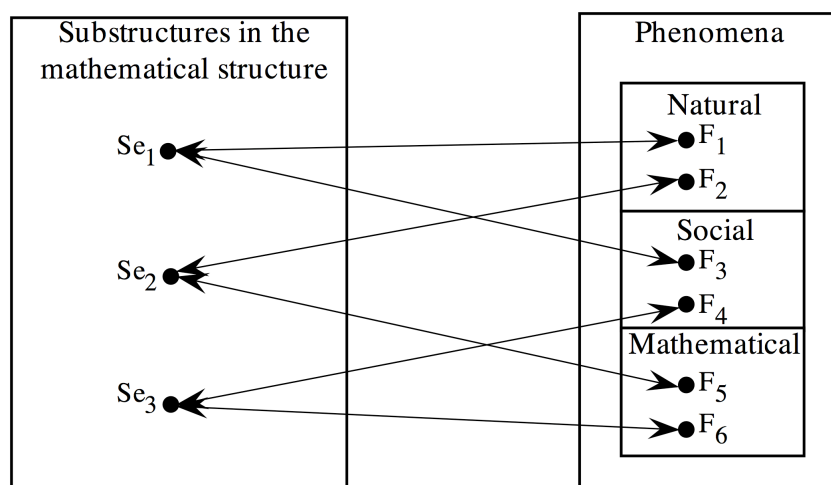 Substructures in the
mathematical structure
Se₁
Se₂
Se₃
Phenomena
Natural
F₁
F₂
Social
F₃
F₄
Mathematical
F₅
F₆